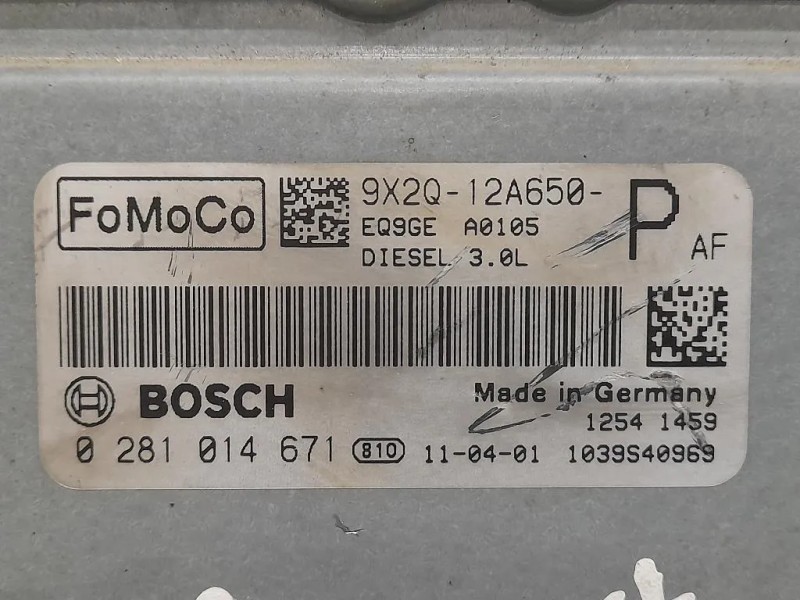 FoMoCo
9X2Q-12A650-
P AF
EQ9GE A0105
DIESEL 3.0L
BOSCH
Made in Germany
1254 1459
0 281 014 671 810 11-04-01 1039S40969